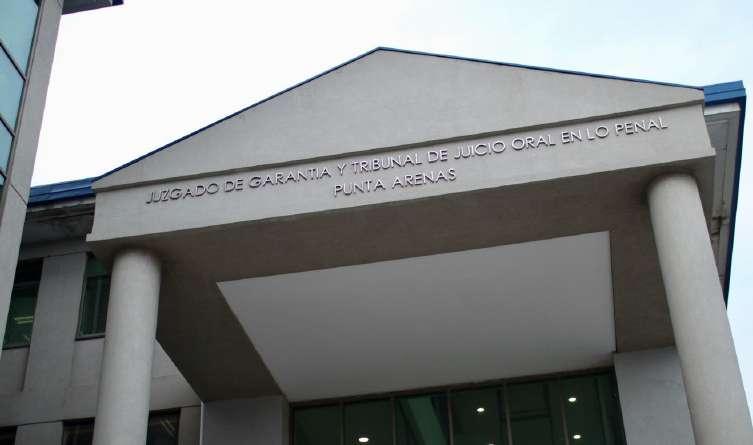 JUZGADO DE GARANTIA Y TRIBUNAL DE JUICIO ORAL EN LO PENAL
PUNTA ARENAS